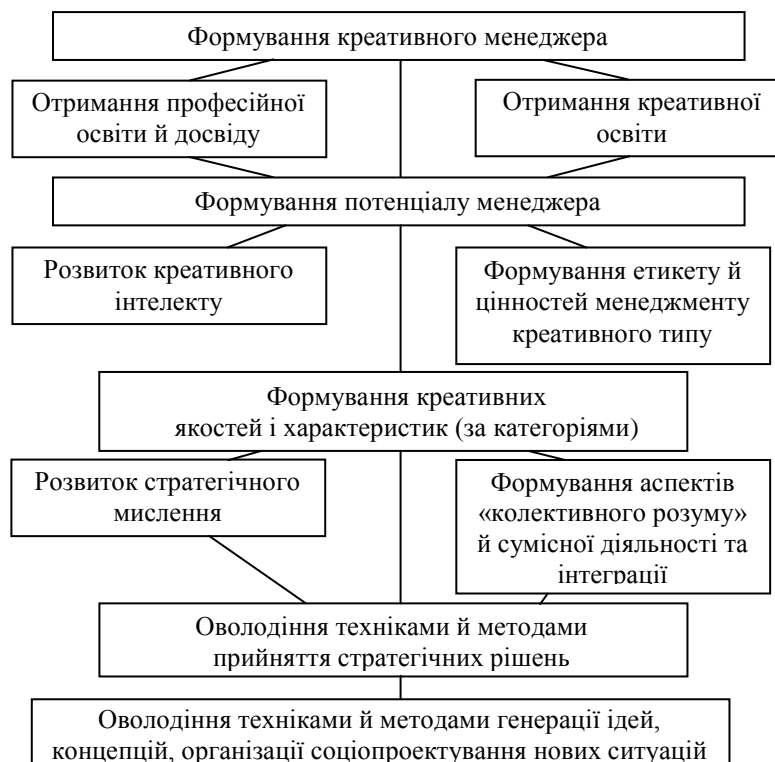 Формування креативного менеджера
Отримання професійної
освіти й досвіду
Отримання креативної
освіти
Формування потенціалу менеджера
Розвиток креативного
інтелекту
Формування етикету й
цінностей менеджменту
креативного типу
Формування креативних
якостей і характеристик (за категоріями)
Розвиток стратегічного
мислення
Формування аспектів
«колективного розуму»
й сумісної діяльності та
інтеграції
Оволодіння техніками й методами
прийняття стратегічних рішень
Оволодіння техніками й методами генерації ідей,
концепцій, організації соціопроектування нових ситуацій